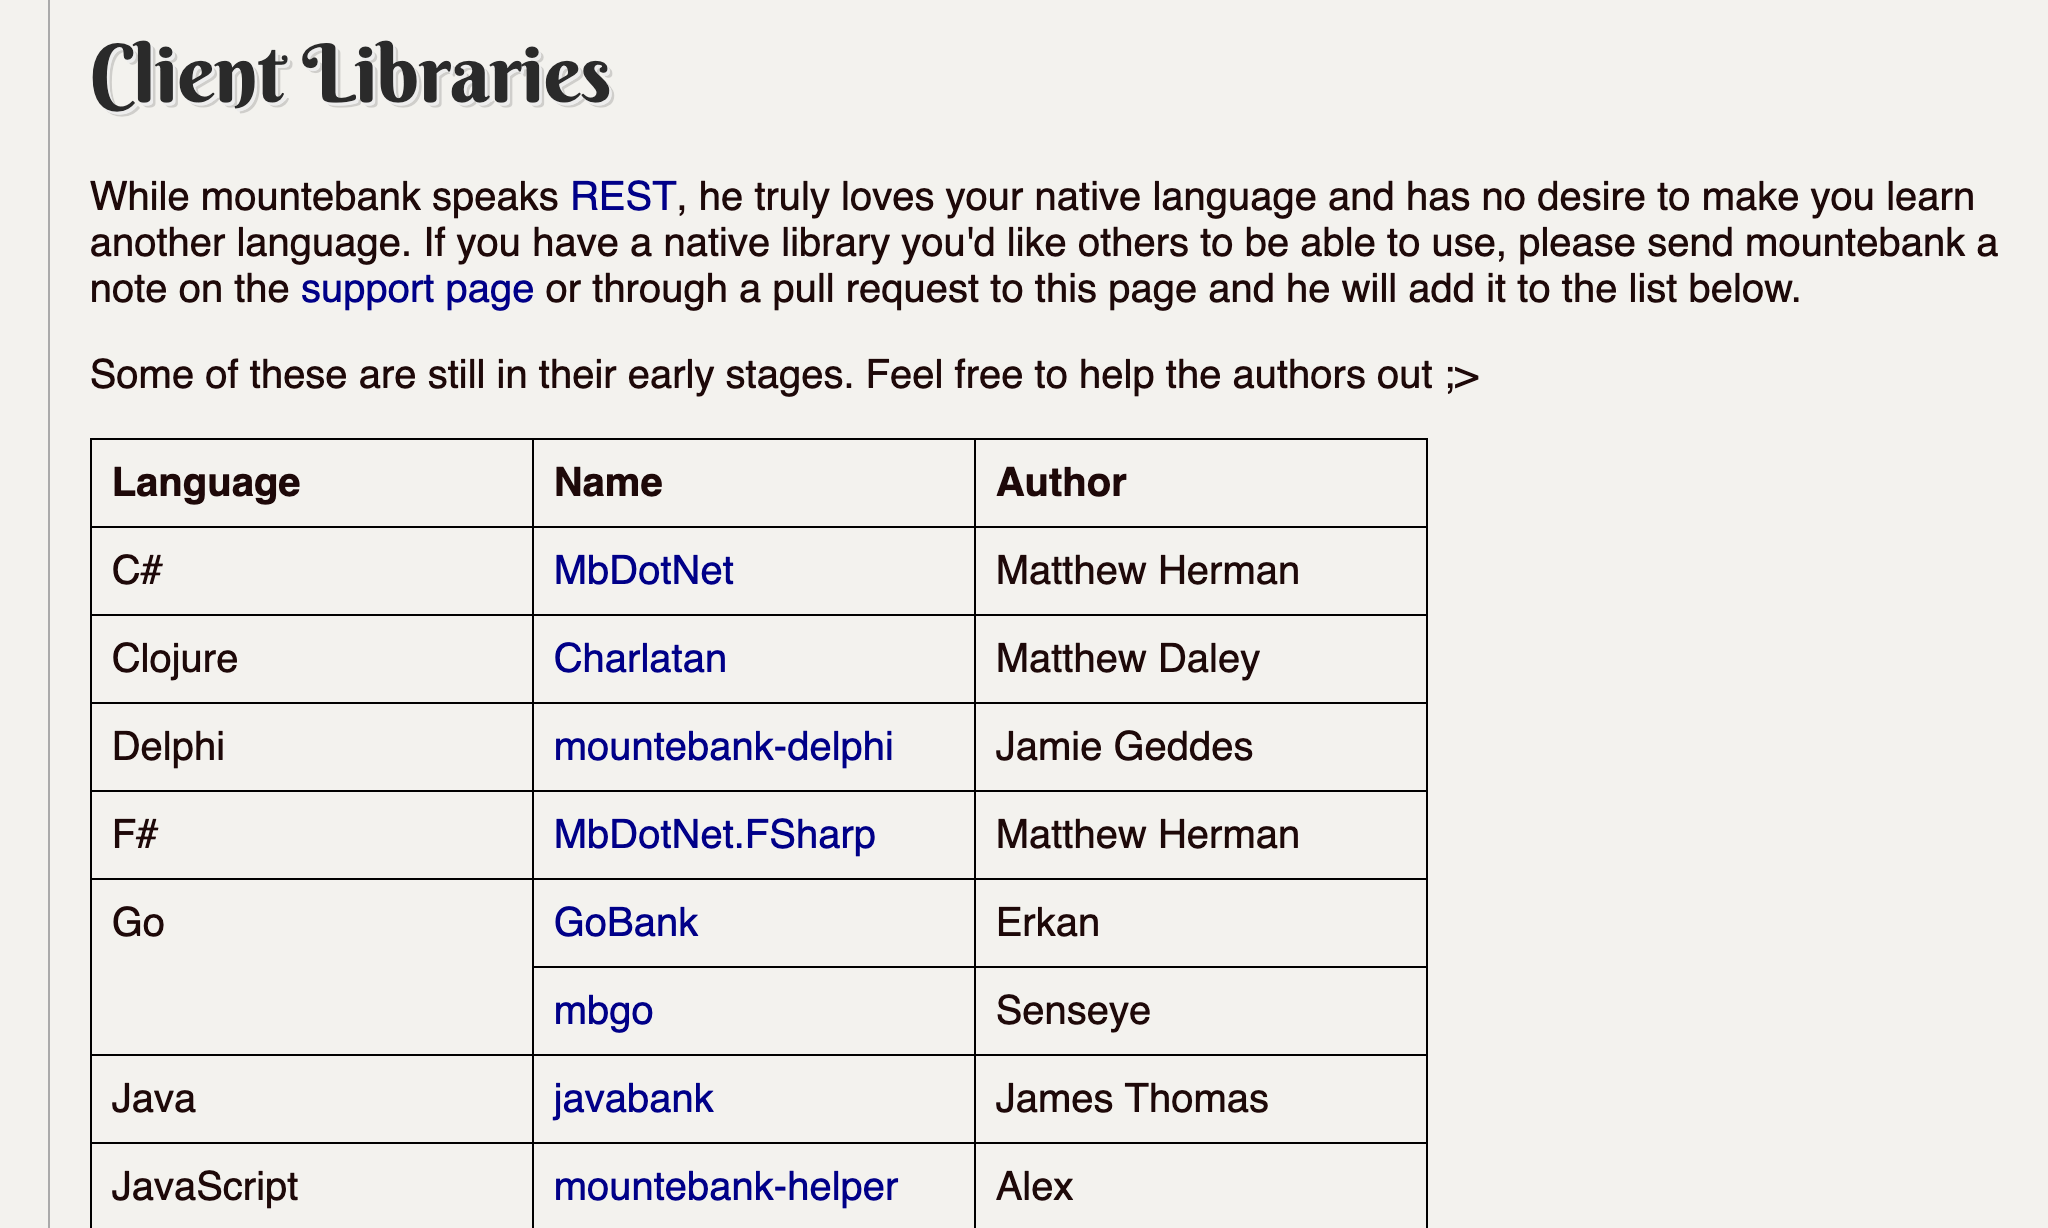 Client Libraries
While mountebank speaks REST, he truly loves your native language and has no desire to make you learn
another language. If you have a native library you'd like others to be able to use, please send mountebank a
note on the support page or through a pull request to this page and he will add it to the list below.
Some of these are still in their early stages. Feel free to help the authors out ;>
Language Name Author
C# MbDotNet Matthew Herman
Clojure Charlatan Matthew Daley
Delphi mountebank-delphi Jamie Geddes
F# MbDotNet.FSharp Matthew Herman
Go GoBank Erkan
mbgo Senseye
Java javabank James Thomas
JavaScript mountebank-helper Alex